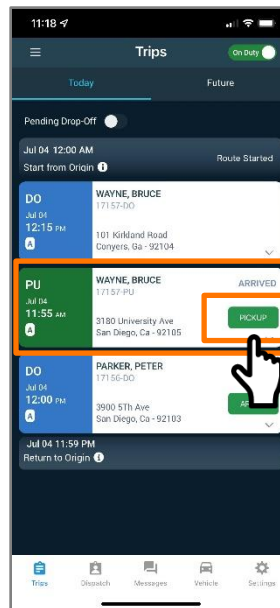 11:18
Trips
On Duty
Today
Future
Pending Drop-Off
Jul 04 12:00 AM
Start from Origin
Route Started
DO
Jul 04
12:15 PM
A
WAYNE, BRUCE
17157-DO
101 Kirkland Road
Conyers, Ga - 92104
PU
Jul 04
11:55 AM
A
WAYNE, BRUCE
17157-PU
3180 University Ave
San Diego, Ca - 92105
ARRIVED
PICKUP
DO
Jul 04
12:00 PM
A
PARKER, PETER
17156-DO
3900 5Th Ave
San Diego, Ca - 92103
Jul 04 11:59 PM
Return to Origin
Trips
Dispatch
Messages
Vehicle
Settings